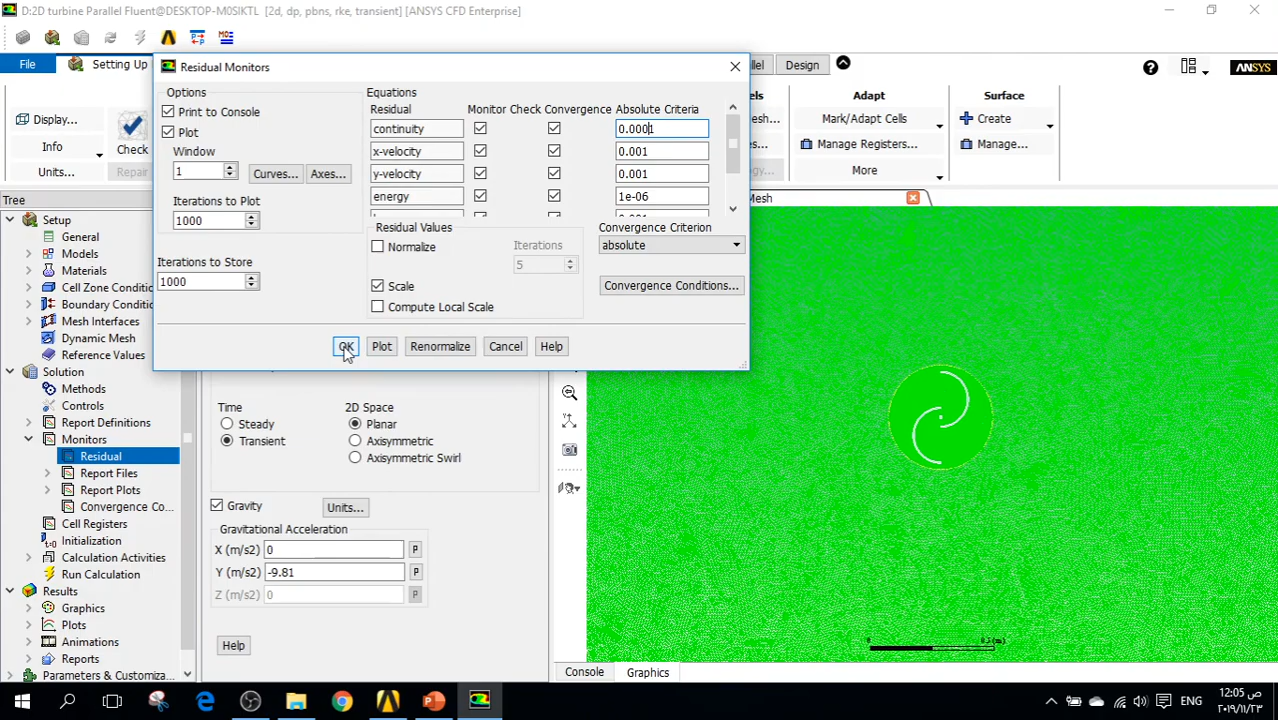 D:2D turbine Parallel Fluent@DESKTOP-M0SIKTL [2d, dp, pbns, rke, transient] [ANSYS CFD Enterprise]
File
Setting Up
Design
ANSYS
Display...
Info
Units...
Check
Repair
Adapt
Mark/Adapt Cells
Manage Registers...
More
Surface
Create
Manage...
Residual Monitors
Options
Print to Console
Plot
Window
1
Curves...
Axes...
Iterations to Plot
1000
Iterations to Store
1000
Equations
Residual Monitor Check Convergence Absolute Criteria
continuity 0.0001
x-velocity 0.001
y-velocity 0.001
energy 1e-06
Residual Values
Normalize
Iterations
5
Scale
Compute Local Scale
Convergence Criterion
absolute
Convergence Conditions...
OK Plot Renormalize Cancel Help
Mesh
Tree
Setup
General
Models
Materials
Cell Zone Conditio
Boundary Conditio
Mesh Interfaces
Dynamic Mesh
Reference Values
Solution
Methods
Controls
Report Definitions
Monitors
Residual
Report Files
Report Plots
Convergence Co...
Cell Registers
Initialization
Calculation Activities
Run Calculation
Results
Graphics
Plots
Animations
Reports
Parameters & Customiza...
Time
Steady
Transient
2D Space
Planar
Axisymmetric
Axisymmetric Swirl
Gravity
Units...
Gravitational Acceleration
X (m/s2) 0 P
Y (m/s2) -9.81 P
Z (m/s2) 0 P
Help
0
Console
Graphics
ENG
12:05 ص
٢٠١٩/١١/٢٣